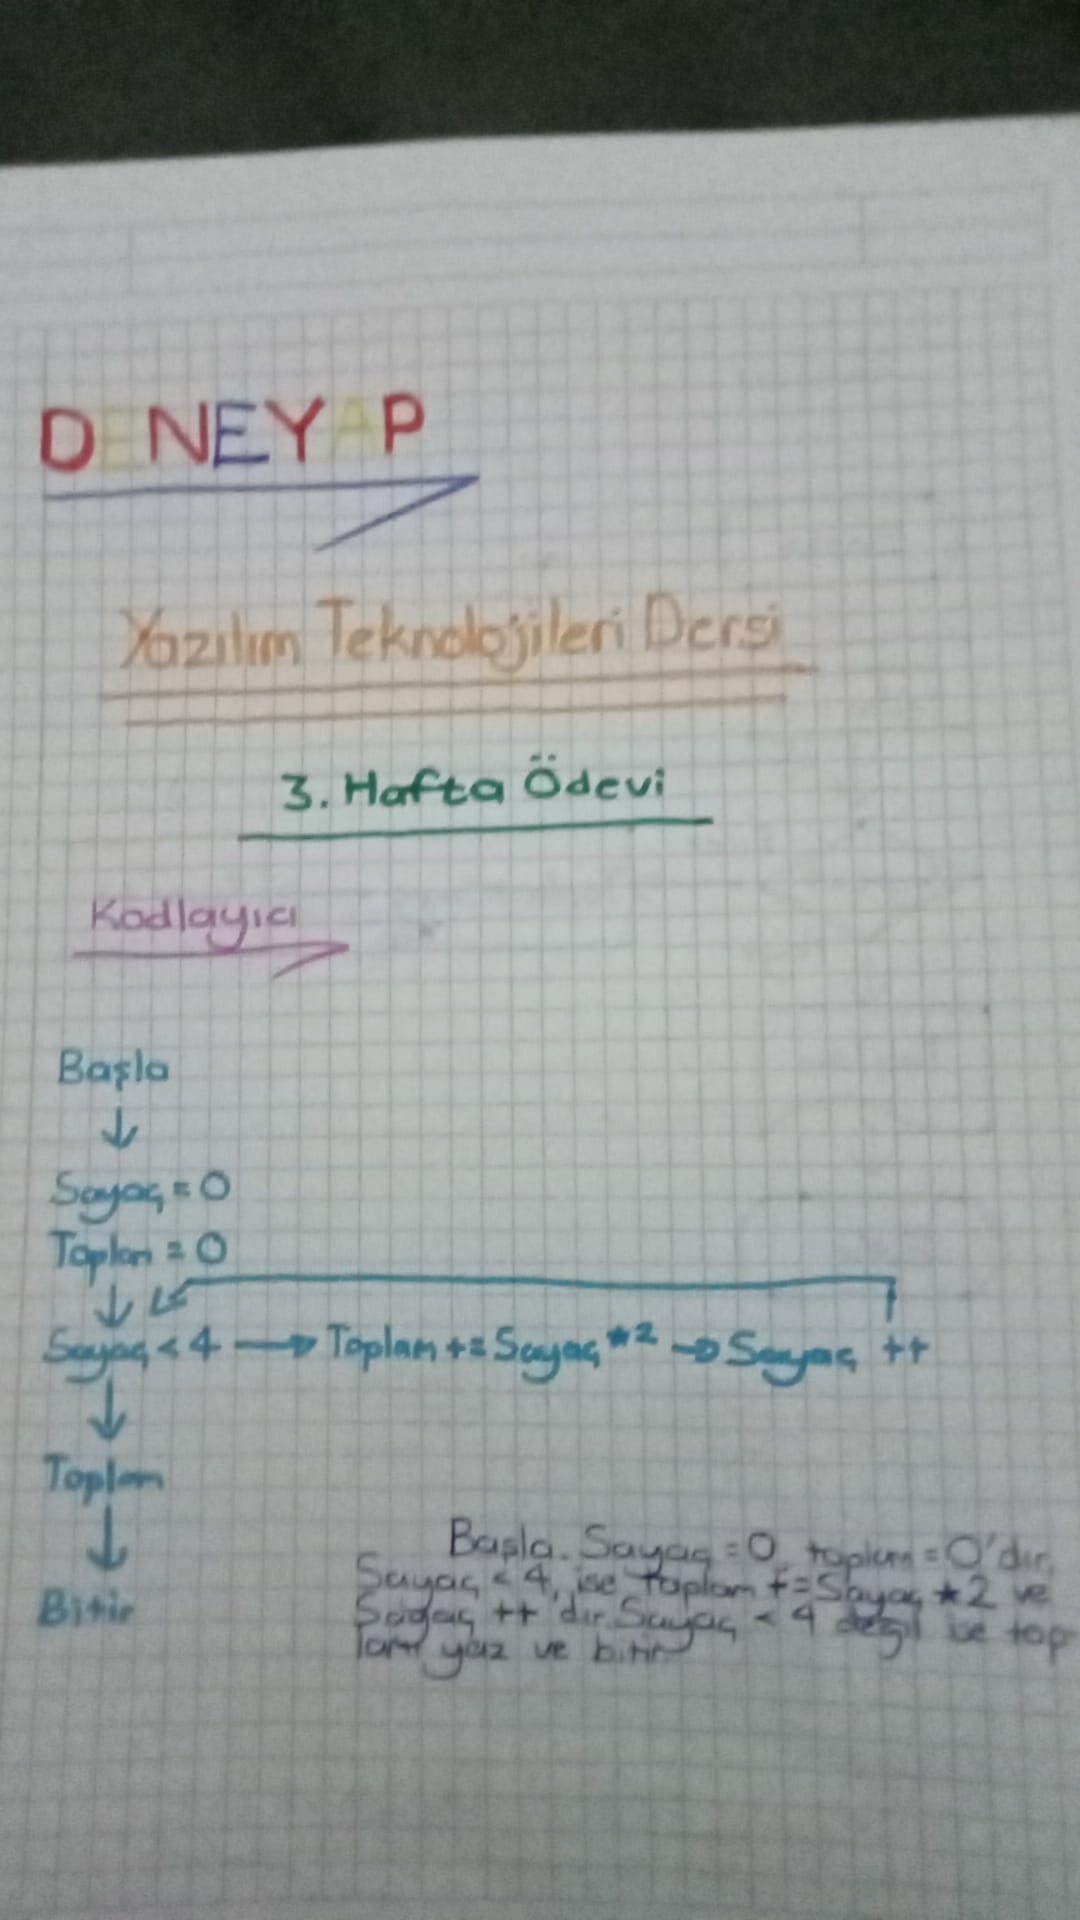 DENEYAP
Yazılım Teknolojileri Dersi
3. Hafta Ödevi
Kodlayıcı
Başla
↓
Sayaç = 0
Toplam = 0
↓
Sayaç < 4 → Toplam += Sayaç *2 → Sayaç ++
↓
Toplam
↓
Bitir
Başla. Sayaç = 0, toplam = 0'dır.
Sayaç < 4, ise toplam += Sayaç * 2 ve
Sayaç ++ dır. Sayaç < 4 değil ise top
lamı yaz ve bitir